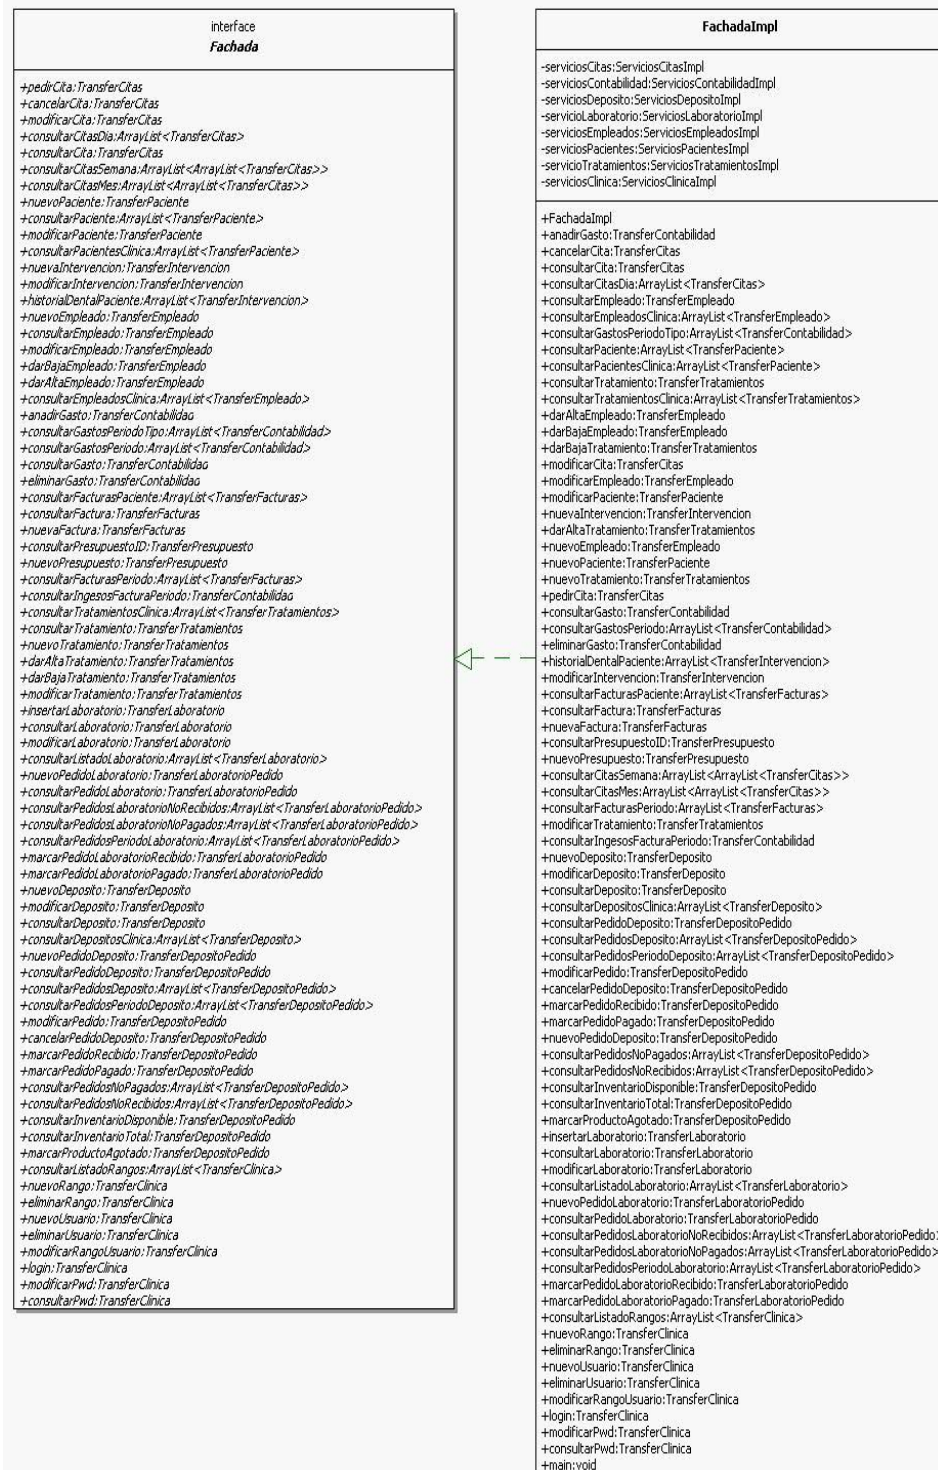 interface
Fachada
+pedirCita:TransferCitas
+cancelarCita:TransferCitas
+modificarCita:TransferCitas
+consultarCitasDia:ArrayList<TransferCitas>
+consultarCita:TransferCitas
+consultarCitasSemana:ArrayList<ArrayList<TransferCitas>>
+consultarCitasMes:ArrayList<ArrayList<TransferCitas>>
+nuevoPaciente:TransferPaciente
+consultarPaciente:ArrayList<TransferPaciente>
+modificarPaciente:TransferPaciente
+consultarPacientesClinica:ArrayList<TransferPaciente>
+nuevaIntervencion:TransferIntervencion
+modificarIntervencion:TransferIntervencion
+historialDentalPaciente:ArrayList<TransferIntervencion>
+nuevoEmpleado:TransferEmpleado
+consultarEmpleado:TransferEmpleado
+modificarEmpleado:TransferEmpleado
+darBajaEmpleado:TransferEmpleado
+darAltaEmpleado:TransferEmpleado
+consultarEmpleadosClinica:ArrayList<TransferEmpleado>
+anadirGasto:TransferContabilidad
+consultarGastosPeriodoTipo:ArrayList<TransferContabilidad>
+consultarGastosPeriodo:ArrayList<TransferContabilidad>
+consultarGasto:TransferContabilidad
+eliminarGasto:TransferContabilidad
+consultarFacturasPaciente:ArrayList<TransferFacturas>
+consultarFactura:TransferFacturas
+nuevaFactura:TransferFacturas
+consultarPresupuestoID:TransferPresupuesto
+nuevoPresupuesto:TransferPresupuesto
+consultarFacturasPeriodo:ArrayList<TransferFacturas>
+consultarIngesosFacturaPeriodo:TransferContabilidad
+consultarTratamientosClinica:ArrayList<TransferTratamientos>
+consultarTratamiento:TransferTratamientos
+nuevoTratamiento:TransferTratamientos
+darAltaTratamiento:TransferTratamientos
+darBajaTratamiento:TransferTratamientos
+modificarTratamiento:TransferTratamientos
+insertarLaboratorio:TransferLaboratorio
+consultarLaboratorio:TransferLaboratorio
+modificarLaboratorio:TransferLaboratorio
+consultarListadoLaboratorio:ArrayList<TransferLaboratorio>
+nuevoPedidoLaboratorio:TransferLaboratorioPedido
+consultarPedidoLaboratorio:TransferLaboratorioPedido
+consultarPedidosLaboratorioNoRecibidos:ArrayList<TransferLaboratorioPedido>
+consultarPedidosLaboratorioNoPagados:ArrayList<TransferLaboratorioPedido>
+consultarPedidosPeriodoLaboratorio:ArrayList<TransferLaboratorioPedido>
+marcarPedidoLaboratorioRecibido:TransferLaboratorioPedido
+marcarPedidoLaboratorioPagado:TransferLaboratorioPedido
+nuevoDeposito:TransferDeposito
+modificarDeposito:TransferDeposito
+consultarDeposito:TransferDeposito
+consultarDepositosClinica:ArrayList<TransferDeposito>
+nuevoPedidoDeposito:TransferDepositoPedido
+consultarPedidoDeposito:TransferDepositoPedido
+consultarPedidosDeposito:ArrayList<TransferDepositoPedido>
+consultarPedidosPeriodoDeposito:ArrayList<TransferDepositoPedido>
+modificarPedido:TransferDepositoPedido
+cancelarPedidoDeposito:TransferDepositoPedido
+marcarPedidoRecibido:TransferDepositoPedido
+marcarPedidoPagado:TransferDepositoPedido
+consultarPedidosNoPagados:ArrayList<TransferDepositoPedido>
+consultarPedidosNoRecibidos:ArrayList<TransferDepositoPedido>
+consultarInventarioDisponible:TransferDepositoPedido
+consultarInventarioTotal:TransferDepositoPedido
+marcarProductoAgotado:TransferDepositoPedido
+consultarListadoRangos:ArrayList<TransferClinica>
+nuevoRango:TransferClinica
+eliminarRango:TransferClinica
+nuevoUsuario:TransferClinica
+eliminarUsuario:TransferClinica
+modificarRangoUsuario:TransferClinica
+login:TransferClinica
+modificarPwd:TransferClinica
+consultarPwd:TransferClinica
FachadaImpl
-serviciosCitas:ServiciosCitasImpl
-serviciosContabilidad:ServiciosContabilidadImpl
-serviciosDeposito:ServiciosDepositoImpl
-servicioLaboratorio:ServiciosLaboratorioImpl
-serviciosEmpleados:ServiciosEmpleadosImpl
-serviciosPacientes:ServiciosPacientesImpl
-servicioTratamientos:ServiciosTratamientosImpl
-serviciosClinica:ServiciosClinicaImpl
+FachadaImpl
+anadirGasto:TransferContabilidad
+cancelarCita:TransferCitas
+consultarCita:TransferCitas
+consultarCitasDia:ArrayList<TransferCitas>
+consultarEmpleado:TransferEmpleado
+consultarEmpleadosClinica:ArrayList<TransferEmpleado>
+consultarGastosPeriodoTipo:ArrayList<TransferContabilidad>
+consultarPaciente:ArrayList<TransferPaciente>
+consultarPacientesClinica:ArrayList<TransferPaciente>
+consultarTratamiento:TransferTratamientos
+consultarTratamientosClinica:ArrayList<TransferTratamientos>
+darAltaEmpleado:TransferEmpleado
+darBajaEmpleado:TransferEmpleado
+darBajaTratamiento:TransferTratamientos
+modificarCita:TransferCitas
+modificarEmpleado:TransferEmpleado
+modificarPaciente:TransferPaciente
+nuevaIntervencion:TransferIntervencion
+darAltaTratamiento:TransferTratamientos
+nuevoEmpleado:TransferEmpleado
+nuevoPaciente:TransferPaciente
+nuevoTratamiento:TransferTratamientos
+pedirCita:TransferCitas
+consultarGasto:TransferContabilidad
+consultarGastosPeriodo:ArrayList<TransferContabilidad>
+eliminarGasto:TransferContabilidad
+historialDentalPaciente:ArrayList<TransferIntervencion>
+modificarIntervencion:TransferIntervencion
+consultarFacturasPaciente:ArrayList<TransferFacturas>
+consultarFactura:TransferFacturas
+nuevaFactura:TransferFacturas
+consultarPresupuestoID:TransferPresupuesto
+nuevoPresupuesto:TransferPresupuesto
+consultarCitasSemana:ArrayList<ArrayList<TransferCitas>>
+consultarCitasMes:ArrayList<ArrayList<TransferCitas>>
+consultarFacturasPeriodo:ArrayList<TransferFacturas>
+modificarTratamiento:TransferTratamientos
+consultarIngesosFacturaPeriodo:TransferContabilidad
+nuevoDeposito:TransferDeposito
+modificarDeposito:TransferDeposito
+consultarDeposito:TransferDeposito
+consultarDepositosClinica:ArrayList<TransferDeposito>
+consultarPedidoDeposito:TransferDepositoPedido
+consultarPedidosDeposito:ArrayList<TransferDepositoPedido>
+consultarPedidosPeriodoDeposito:ArrayList<TransferDepositoPedido>
+modificarPedido:TransferDepositoPedido
+cancelarPedidoDeposito:TransferDepositoPedido
+marcarPedidoRecibido:TransferDepositoPedido
+marcarPedidoPagado:TransferDepositoPedido
+nuevoPedidoDeposito:TransferDepositoPedido
+consultarPedidosNoPagados:ArrayList<TransferDepositoPedido>
+consultarPedidosNoRecibidos:ArrayList<TransferDepositoPedido>
+consultarInventarioDisponible:TransferDepositoPedido
+consultarInventarioTotal:TransferDepositoPedido
+marcarProductoAgotado:TransferDepositoPedido
+insertarLaboratorio:TransferLaboratorio
+consultarLaboratorio:TransferLaboratorio
+modificarLaboratorio:TransferLaboratorio
+consultarListadoLaboratorio:ArrayList<TransferLaboratorio>
+nuevoPedidoLaboratorio:TransferLaboratorioPedido
+consultarPedidoLaboratorio:TransferLaboratorioPedido
+consultarPedidosLaboratorioNoRecibidos:ArrayList<TransferLaboratorioPedido>
+consultarPedidosLaboratorioNoPagados:ArrayList<TransferLaboratorioPedido>
+consultarPedidosPeriodoLaboratorio:ArrayList<TransferLaboratorioPedido>
+marcarPedidoLaboratorioRecibido:TransferLaboratorioPedido
+marcarPedidoLaboratorioPagado:TransferLaboratorioPedido
+consultarListadoRangos:ArrayList<TransferClinica>
+nuevoRango:TransferClinica
+eliminarRango:TransferClinica
+nuevoUsuario:TransferClinica
+eliminarUsuario:TransferClinica
+modificarRangoUsuario:TransferClinica
+login:TransferClinica
+modificarPwd:TransferClinica
+consultarPwd:TransferClinica
+main:void